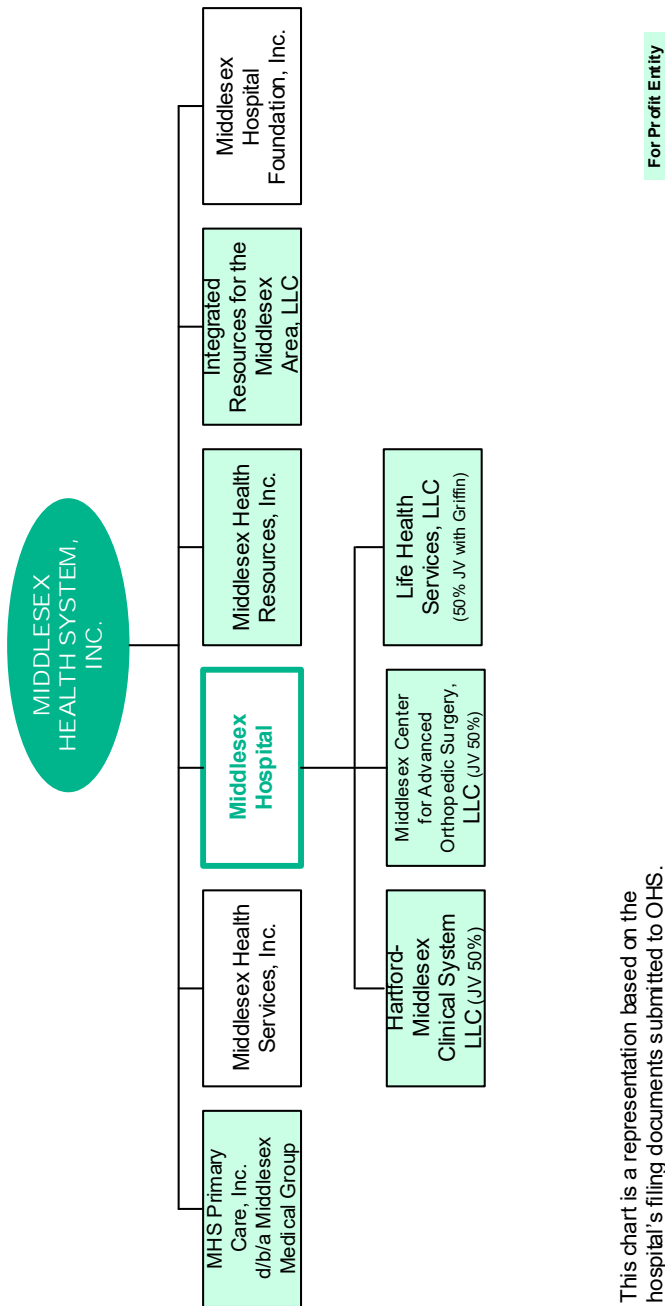 MIDDLESEX
HEALTH SYSTEM,
INC.
MHS Primary
Care, Inc.
d/b/a Middlesex
Medical Group
Middlesex Health
Services, Inc.
Middlesex
Hospital
Middlesex Health
Resources, Inc.
Integrated
Resources for the
Middlesex
Area, LLC
Middlesex
Hospital
Foundation, Inc.
Hartford-
Middlesex
Clinical System
LLC (JV 50%)
Middlesex Center
for Advanced
Orthopedic Surgery,
LLC (JV 50%)
Life Health
Services, LLC
(50% JV with Griffin)
This chart is a representation based on the
hospital's filing documents submitted to OHS.
For Profit Entity